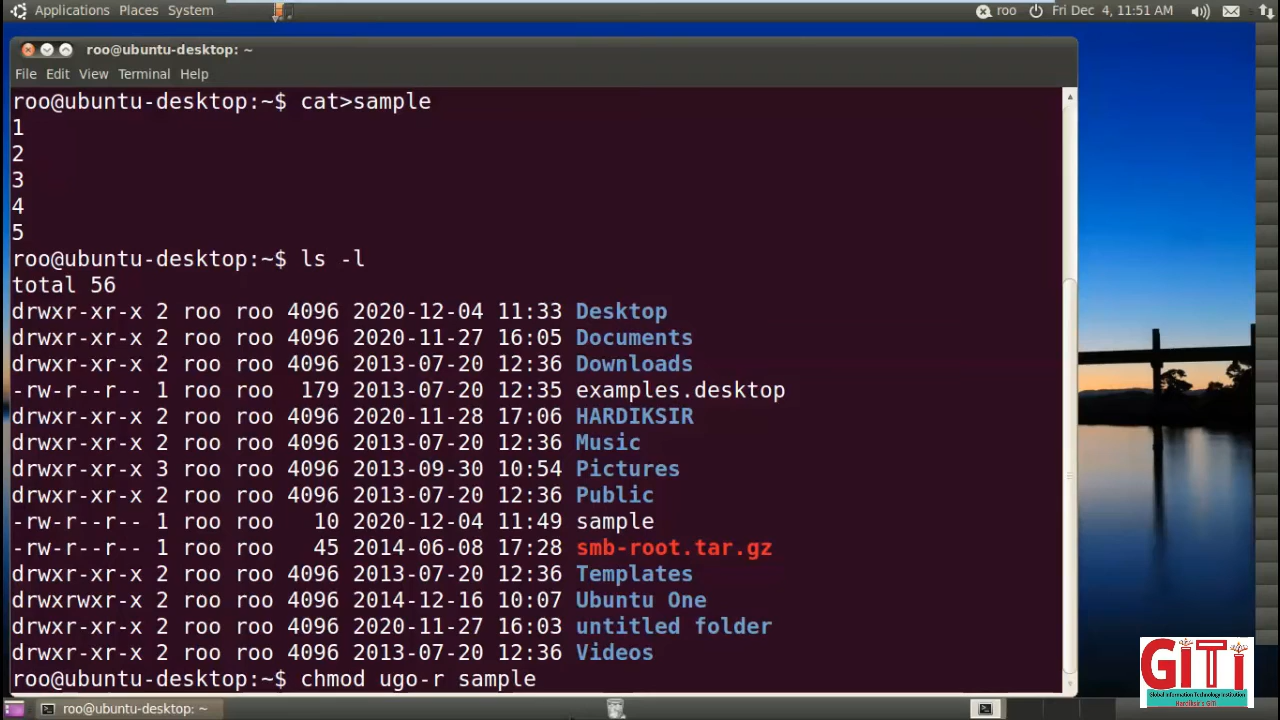 Applications Places System
roo Fri Dec 4, 11:51 AM
roo@ubuntu-desktop: ~
File Edit View Terminal Help
roo@ubuntu-desktop:~$ cat>sample
1
2
3
4
5
roo@ubuntu-desktop:~$ ls -l
total 56
drwxr-xr-x 2 roo roo 4096 2020-12-04 11:33 Desktop
drwxr-xr-x 2 roo roo 4096 2020-11-27 16:05 Documents
drwxr-xr-x 2 roo roo 4096 2013-07-20 12:36 Downloads
-rw-r--r-- 1 roo roo 179 2013-07-20 12:35 examples.desktop
drwxr-xr-x 2 roo roo 4096 2020-11-28 17:06 HARDIKSIR
drwxr-xr-x 2 roo roo 4096 2013-07-20 12:36 Music
drwxr-xr-x 3 roo roo 4096 2013-09-30 10:54 Pictures
drwxr-xr-x 2 roo roo 4096 2013-07-20 12:36 Public
-rw-r--r-- 1 roo roo 10 2020-12-04 11:49 sample
-rw-r--r-- 1 roo roo 45 2014-06-08 17:28 smb-root.tar.gz
drwxr-xr-x 2 roo roo 4096 2013-07-20 12:36 Templates
drwxrwxr-x 2 roo roo 4096 2014-12-16 10:07 Ubuntu One
drwxr-xr-x 2 roo roo 4096 2020-11-27 16:03 untitled folder
drwxr-xr-x 2 roo roo 4096 2013-07-20 12:36 Videos
roo@ubuntu-desktop:~$ chmod ugo-r sample
roo@ubuntu-desktop: ~
GiTi
Global Information Technology Institution
Hardiksir's GiTi